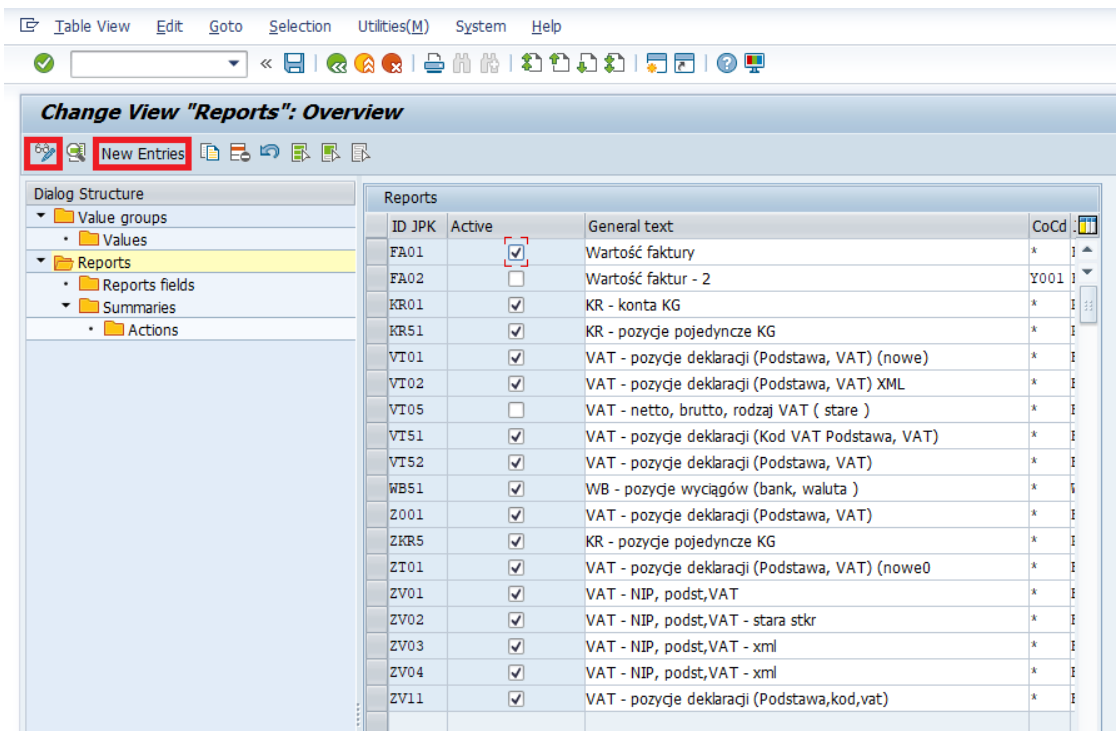 Table View Edit Goto Selection Utilities(M) System Help
Change View "Reports": Overview
New Entries
Dialog Structure
Value groups
Values
Reports
Reports fields
Summaries
Actions
Reports
ID JPK Active General text CoCd
FA01 Wartość faktury *
FA02 Wartość faktur - 2 Y001
KR01 KR - konta KG *
KR51 KR - pozycje pojedyncze KG *
VT01 VAT - pozycje deklaracji (Podstawa, VAT) (nowe) *
VT02 VAT - pozycje deklaracji (Podstawa, VAT) XML *
VT05 VAT - netto, brutto, rodzaj VAT ( stare ) *
VT51 VAT - pozycje deklaracji (Kod VAT Podstawa, VAT) *
VT52 VAT - pozycje deklaracji (Podstawa, VAT) *
WB51 WB - pozycje wyciągów (bank, waluta ) *
Z001 VAT - pozycje deklaracji (Podstawa, VAT) *
ZKR5 KR - pozycje pojedyncze KG *
ZT01 VAT - pozycje deklaracji (Podstawa, VAT) (nowe0 *
ZV01 VAT - NIP, podst,VAT *
ZV02 VAT - NIP, podst,VAT - stara stkr *
ZV03 VAT - NIP, podst,VAT - xml *
ZV04 VAT - NIP, podst,VAT - xml *
ZV11 VAT - pozycje deklaracji (Podstawa,kod,vat) *